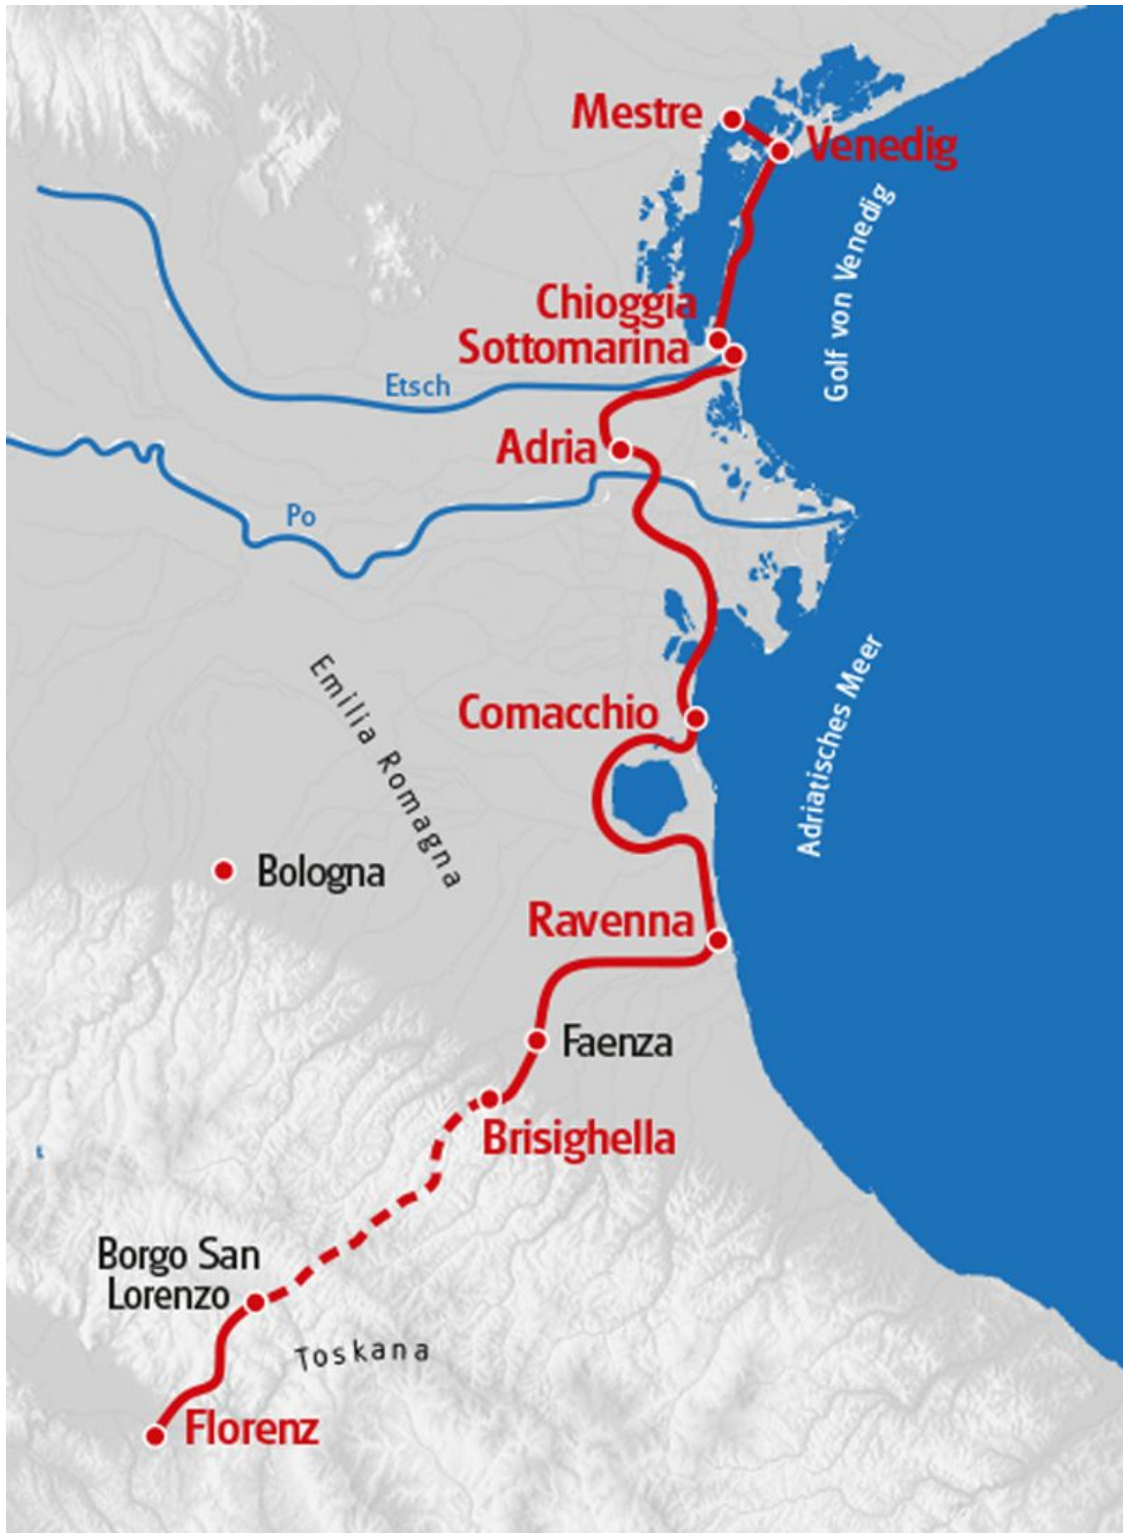 Mestre
Venedig
Golf von Venedig
Chioggia
Sottomarina
Etsch
Adria
Po
Emilia Romagna
Adriatisches Meer
Comacchio
Bologna
Ravenna
Faenza
Brisighella
Borgo San
Lorenzo
Toskana
Florenz